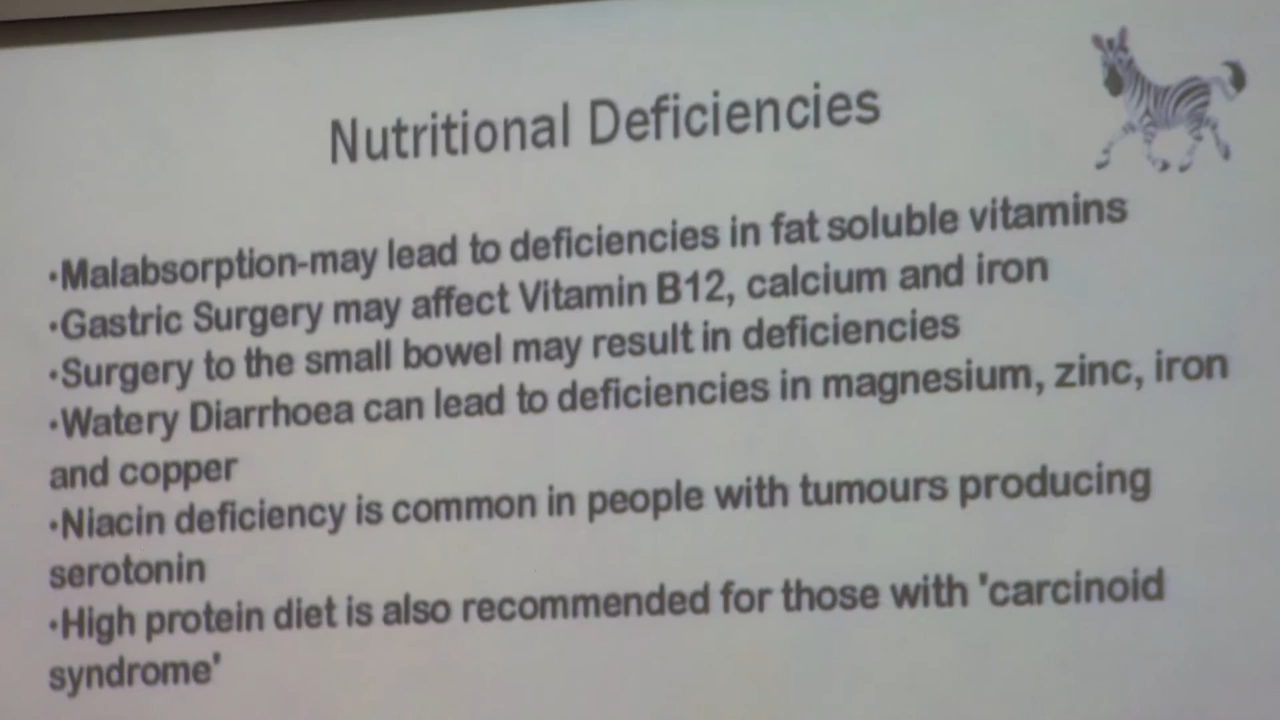 Nutritional Deficiencies
•Malabsorption-may lead to deficiencies in fat soluble vitamins
•Gastric Surgery may affect Vitamin B12, calcium and iron
•Surgery to the small bowel may result in deficiencies
•Watery Diarrhoea can lead to deficiencies in magnesium, zinc, iron
and copper
•Niacin deficiency is common in people with tumours producing
serotonin
•High protein diet is also recommended for those with 'carcinoid
syndrome'